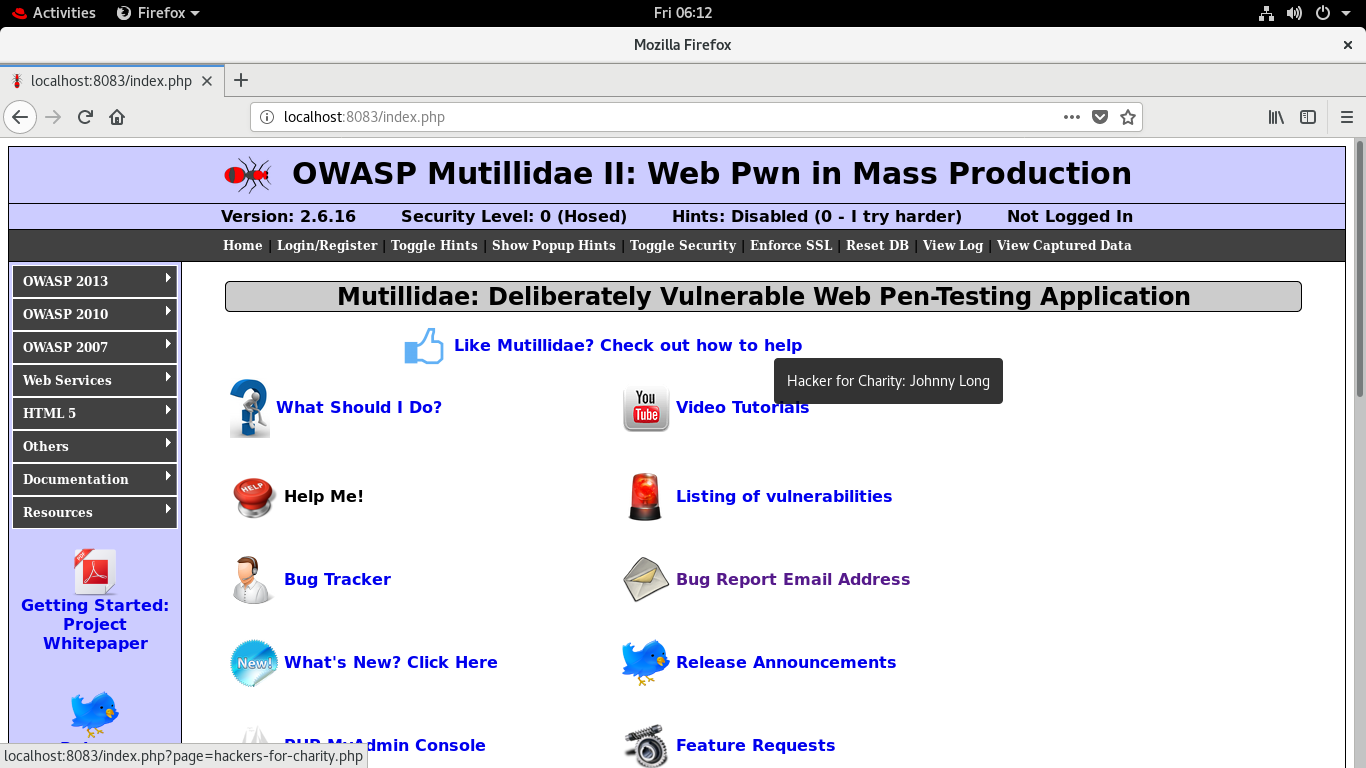 Activities Firefox Fri 06:12
Mozilla Firefox
localhost:8083/index.php
localhost:8083/index.php
OWASP Mutillidae II: Web Pwn in Mass Production
Version: 2.6.16 Security Level: 0 (Hosed) Hints: Disabled (0 - I try harder) Not Logged In
Home | Login/Register | Toggle Hints | Show Popup Hints | Toggle Security | Enforce SSL | Reset DB | View Log | View Captured Data
OWASP 2013
OWASP 2010
OWASP 2007
Web Services
HTML 5
Others
Documentation
Resources
PDF
Getting Started:
Project
Whitepaper
Mutillidae: Deliberately Vulnerable Web Pen-Testing Application
Like Mutillidae? Check out how to help
Hacker for Charity: Johnny Long
What Should I Do?
You
Tube
Video Tutorials
HELP
Help Me!
Listing of vulnerabilities
Bug Tracker
Bug Report Email Address
New!
What's New? Click Here
Release Announcements
PHP MyAdmin Console
Feature Requests
localhost:8083/index.php?page=hackers-for-charity.php